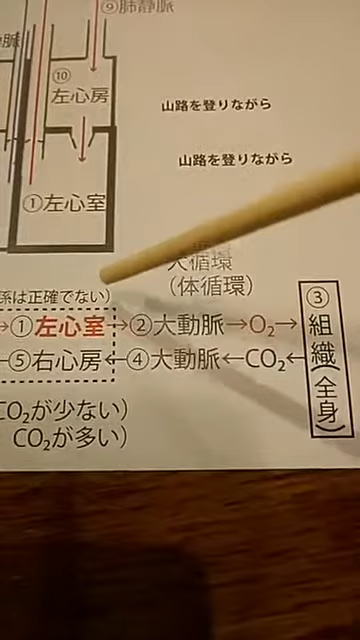 ⑨肺静脈
脈
⑩
左心房
山路を登りながら
山路を登りながら
①左心室
大循環
係は正確でない)
(体循環)
→①左心室→②大動脈→O₂→
③組織(全身)
⑤右心房←④大動脈←CO₂←
CO₂が少ない)
CO₂が多い)